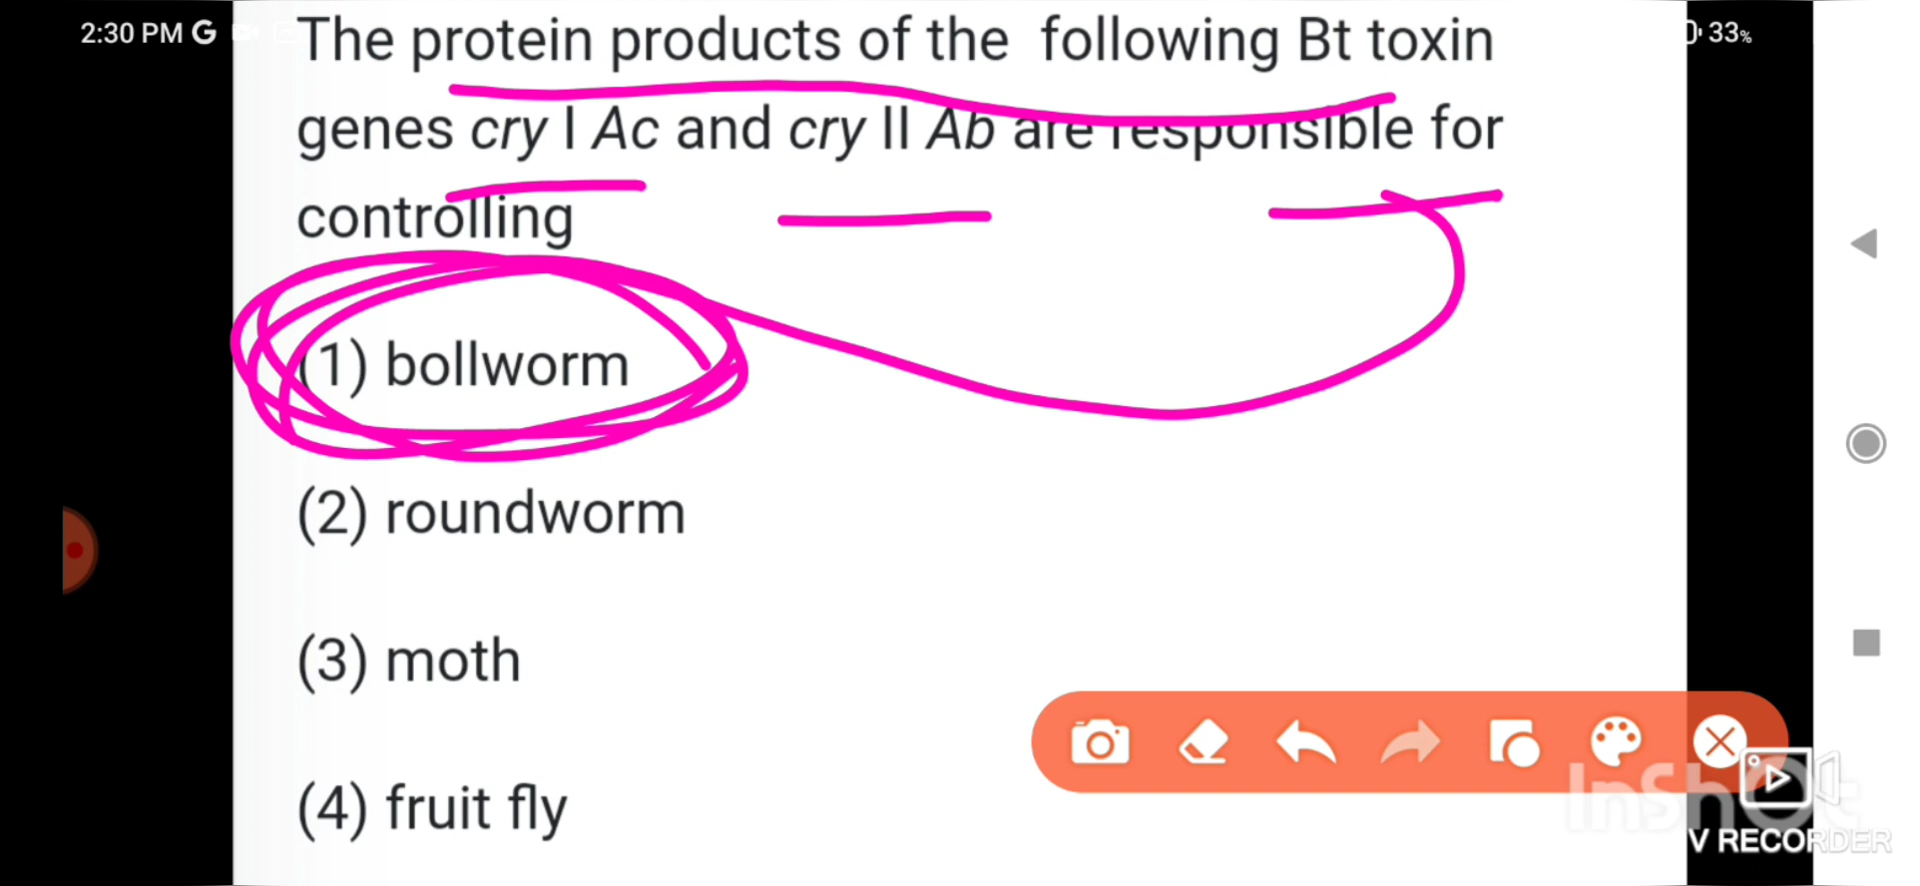 2:30 PM G
33%
The protein products of the following Bt toxin
genes cry I Ac and cry II Ab are responsible for
controlling
(1) bollworm
(2) roundworm
(3) moth
(4) fruit fly
InShOt
V RECORDER